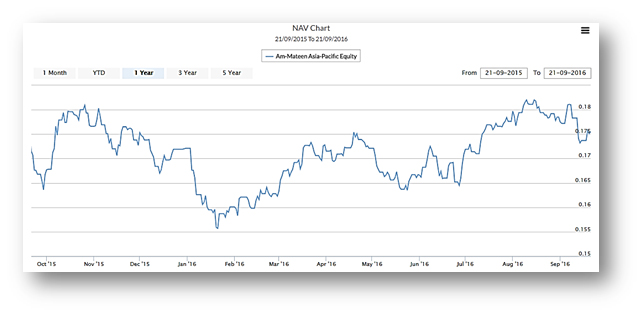 NAV Chart
21/09/2015 To 21/09/2016
Am-Mateen Asia-Pacific Equity
1 Month YTD 1 Year 3 Year 5 Year From 21-09-2015 To 21-09-2016
0.18
0.175
0.17
0.165
0.16
0.155
0.15
Oct '15 Nov '15 Dec '15 Jan '16 Feb '16 Mar '16 Apr '16 May '16 Jun '16 Jul '16 Aug '16 Sep '16